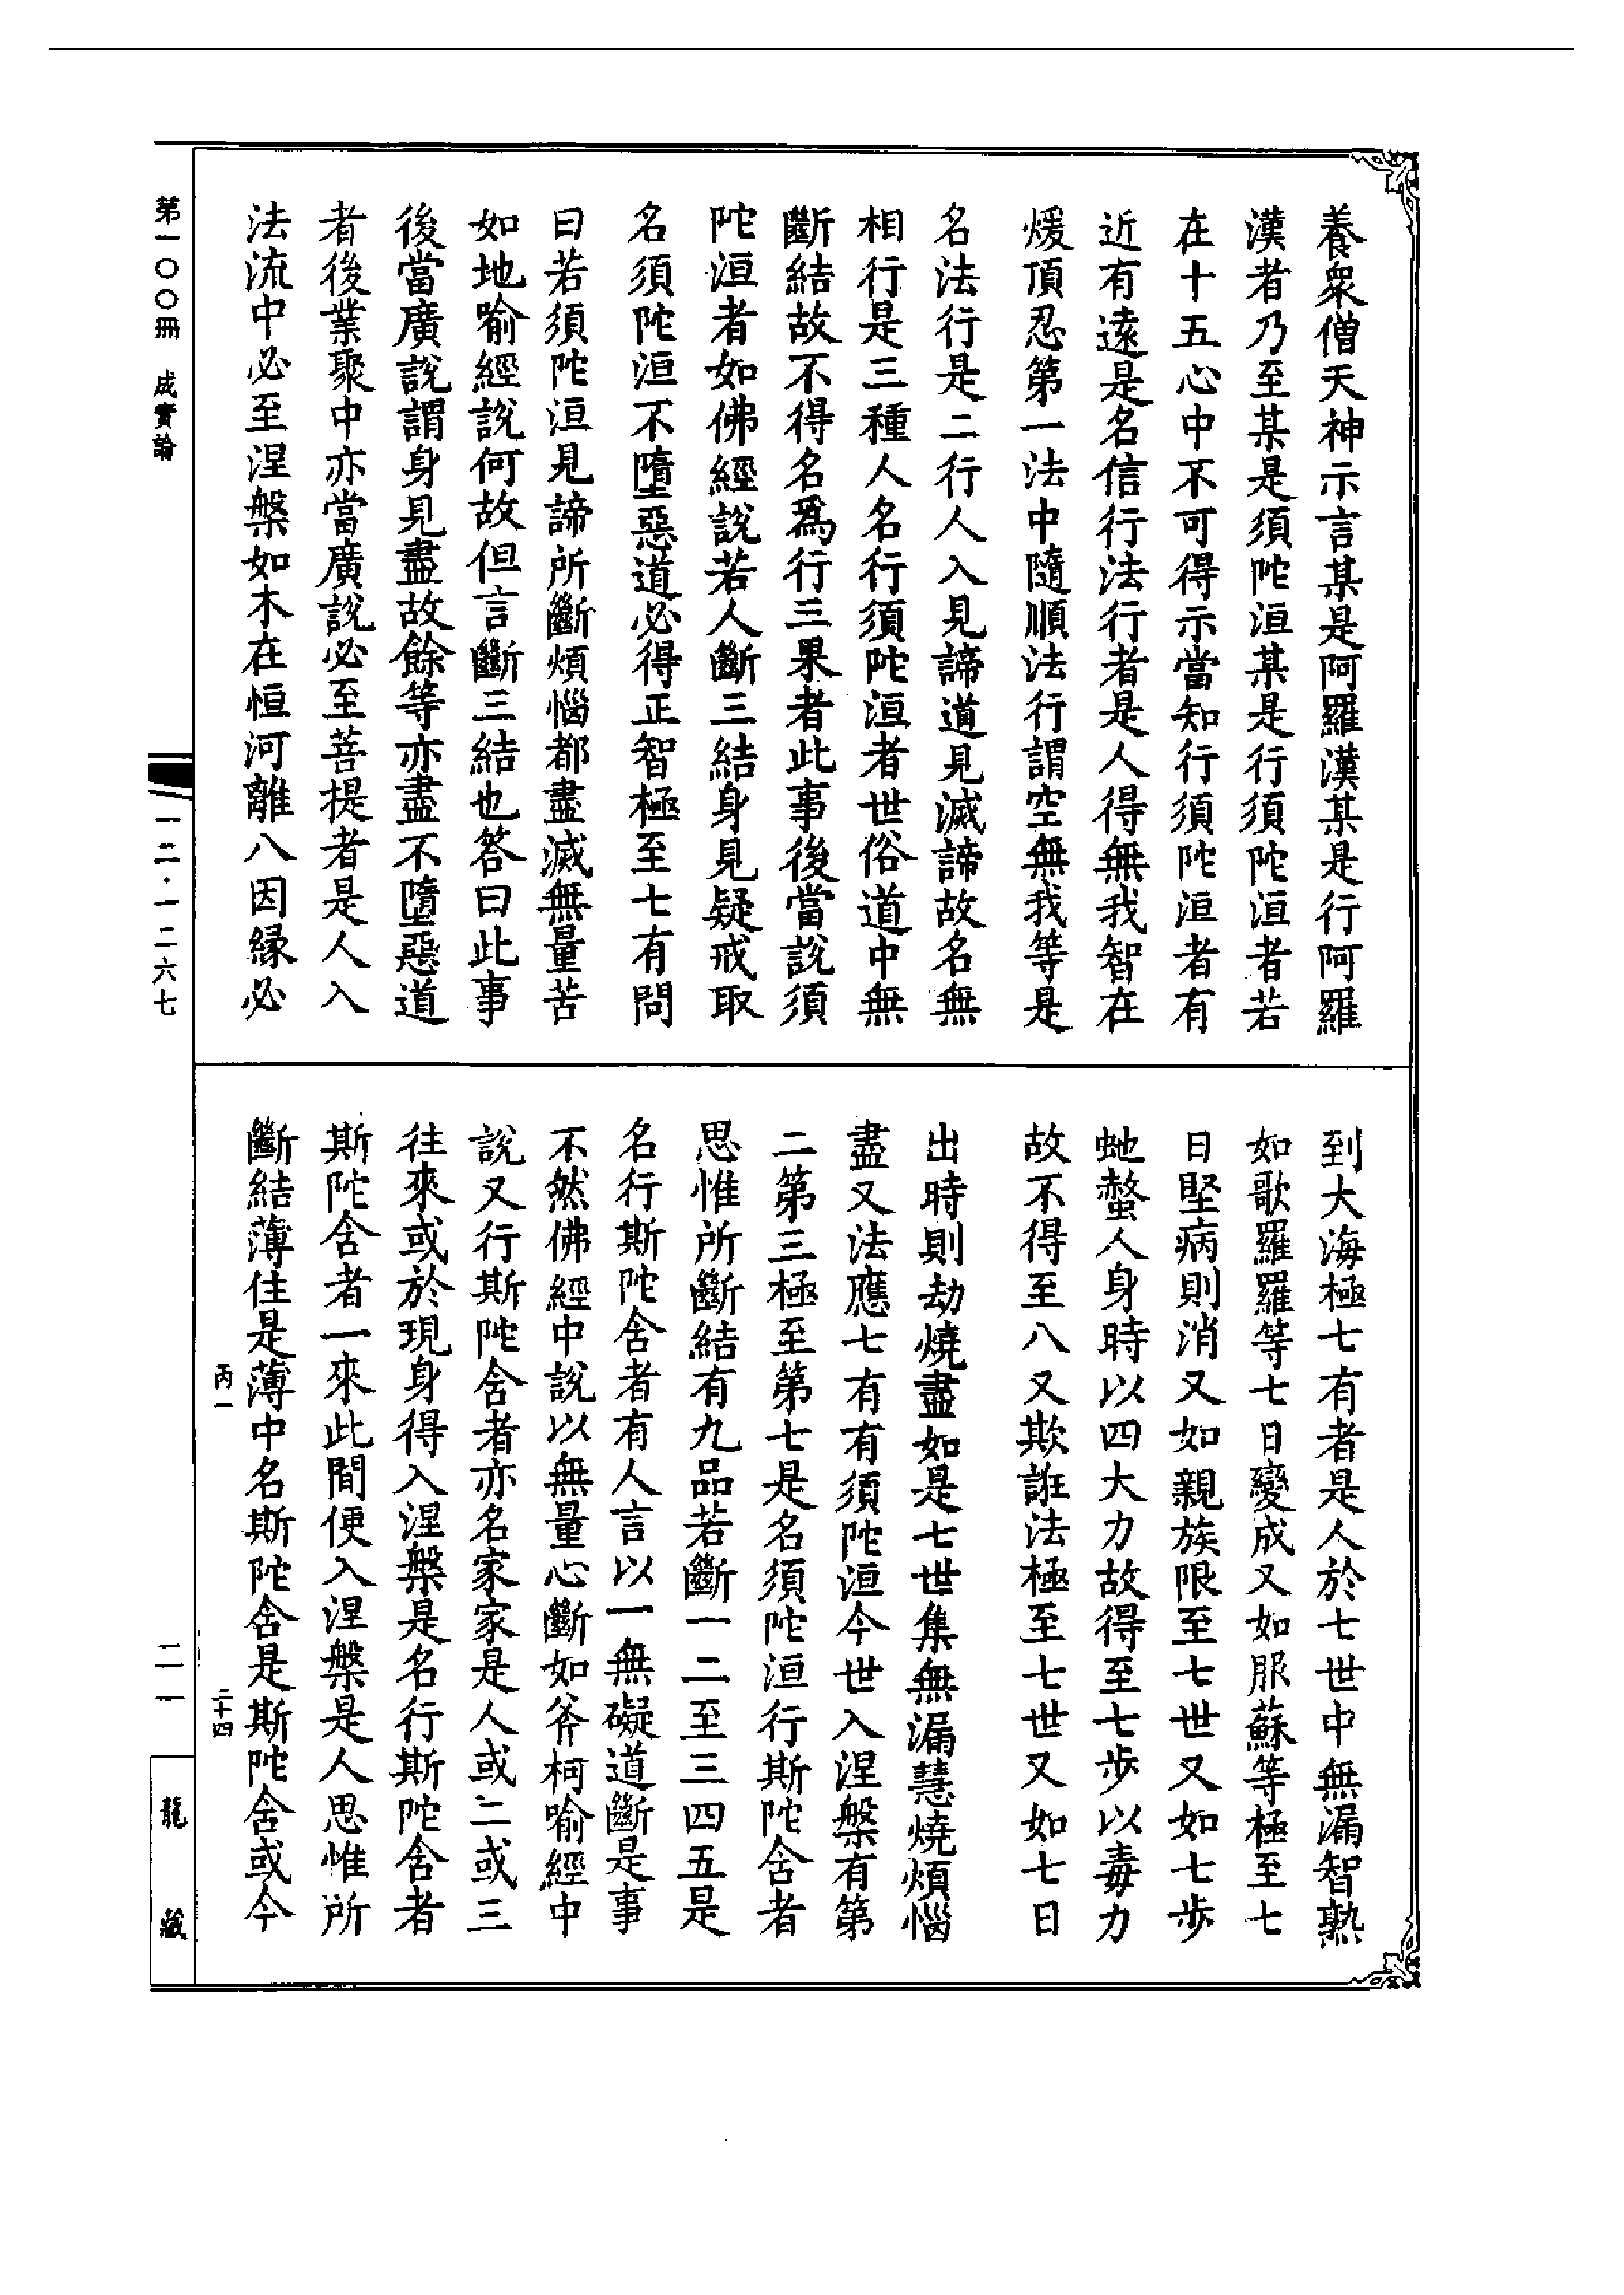 養衆僧天神示言某是阿羅漢某是行阿羅
漢者乃至某是須陀洹某是行須陀洹者若
在十五心中不可得示當知行須陀洹者有
近有遠是名信行法行者是人得無我智在
煖頂忍第一法中隨順法行謂空無我等是
名法行是二行人入見諦道見滅諦故名無
相行是三種人名行須陀洹者世俗道中無
斷結故不得名爲行三果者此事後當說須
陀洹者如佛經說若人斷三結身見疑戒取
名須陀洹不墮惡道必得正智極至七有問
曰若須陀洹見諦所斷煩惱都盡滅無量苦
如地喻經說何故但言斷三結也答曰此事
後當廣說謂身見盡故餘等亦盡不墮惡道
者後業聚中亦當廣說必至菩提者是人入
法流中必至涅槃如木在恒河離八因緣必
到大海極七有者是人於七世中無漏智熟
如歌羅羅等七日變成又如服蘇等極至七
日堅病則消又如親族限至七世又如七步
虵螫人身時以四大力故得至七步以毒力
故不得至八又欺誑法極至七世又如七日
出時則劫燒盡如是七世集無漏慧燒煩惱
盡又法應七有有須陀洹今世入涅槃有第
二第三極至第七是名須陀洹行斯陀含者
思惟所斷結有九品若斷一二至三四五是
名行斯陀含者有人言以一無礙道斷是事
不然佛經中說以無量心斷如斧柯喻經中
說又行斯陀含者亦名家家是人或二或三
往來或於現身得入涅槃是名行斯陀含者
斯陀含者一來此間便入涅槃是人思惟所
斷結薄住是薄中名斯陀含是斯陀含或今
丙一 二十四
第一〇〇冊 成實論
一二·一二六七
二一
龍藏